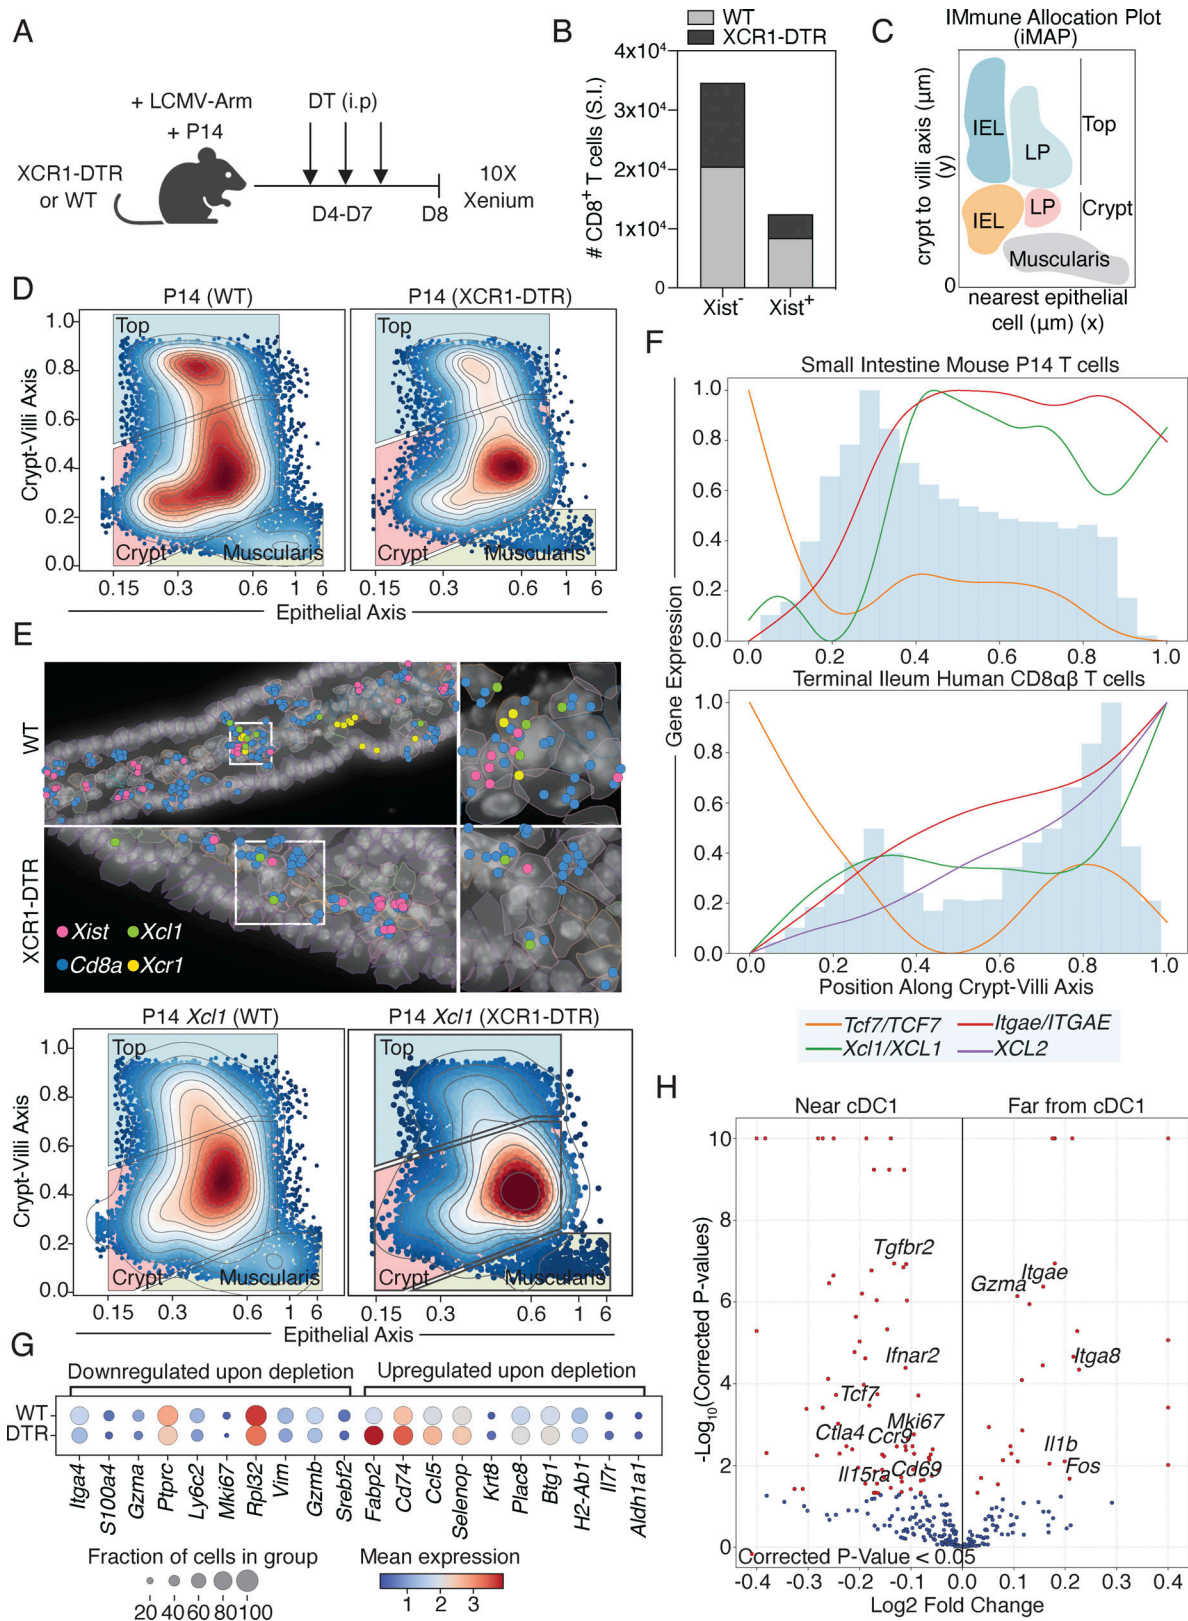 A
+ LCMV-Arm
+ P14
DT (i.p)
XCR1-DTR
or WT
D4-D7
D8
10X
Xenium
B
WT
XCR1-DTR
# CD8+ T cells (S.I.)
4x10⁴
3x10⁴
2x10⁴
1x10⁴
0
Xist⁻
Xist⁺
C
IMmune Allocation Plot
(iMAP)
crypt to villi axis (µm)
(y)
IEL
LP
Top
IEL
LP
Crypt
Muscularis
0
nearest epithelial
cell (µm) (x)
D
P14 (WT)
P14 (XCR1-DTR)
Crypt-Villi Axis
1.0
0.8
0.6
0.4
0.2
0.0
Top
Crypt
Muscularis
Top
Crypt
Muscularis
0.15 0.3 0.6 1 6
0.15 0.3 0.6 1 6
Epithelial Axis
E
WT
XCR1-DTR
Xist
Xcl1
Cd8a
Xcr1
P14 Xcl1 (WT)
P14 Xcl1 (XCR1-DTR)
Crypt-Villi Axis
1.0
0.8
0.6
0.4
0.2
0.0
Top
Crypt
Muscularis
Top
Crypt
Muscularis
0.15 0.3 0.6 1 6
0.15 0.3 0.6 1 6
Epithelial Axis
F
Small Intestine Mouse P14 T cells
1.0
0.8
0.6
0.4
0.2
0.0
0.0 0.2 0.4 0.6 0.8 1.0
Gene Expression
Terminal Ileum Human CD8αβ T cells
1.0
0.8
0.6
0.4
0.2
0.0
0.0 0.2 0.4 0.6 0.8 1.0
Position Along Crypt-Villi Axis
Tcf7/TCF7
Itgae/ITGAE
Xcl1/XCL1
XCL2
G
Downregulated upon depletion
Upregulated upon depletion
WT
DTR
Itga4
S100a4
Gzma
Ptprc
Ly6c2
Mki67
Rpl32
Vim
Gzmb
Srebf2
Fabp2
Cd74
Ccl5
Selenop
Krt8
Plac8
Btg1
H2-Ab1
Il7r
Aldh1a1
Fraction of cells in group
20 40 60 80 100
Mean expression
1 2 3
H
Near cDC1
Far from cDC1
-Log10(Corrected P-values)
10
8
6
4
2
0
Tgfbr2
Gzma
Itgae
Ifnar2
Itga8
Tcf7
Ctla4
Mki67
Ccr9
Il15ra
Cd69
Il1b
Fos
Corrected P-Value < 0.05
-0.4 -0.3 -0.2 -0.1 0.0 0.1 0.2 0.3 0.4
Log2 Fold Change